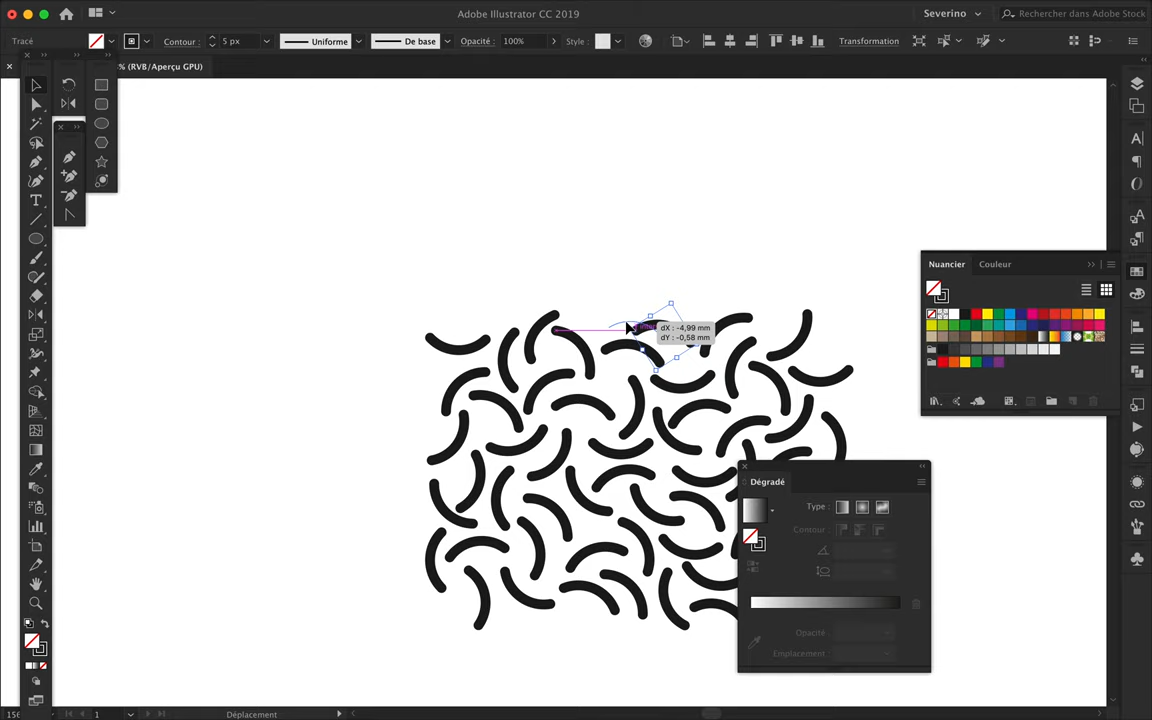 Adobe Illustrator CC 2019
Severino
Rechercher dans Adobe Stock
Tracé
Contour :
5 px
Uniforme
De base
Opacité :
100%
Style :
Transformation
% (RVB/Aperçu GPU)
Nuancier
Couleur
dX : -4,99 mm
dY : -0,58 mm
Dégradé
Type :
Contour :
Opacité :
Emplacement :
1
Déplacement